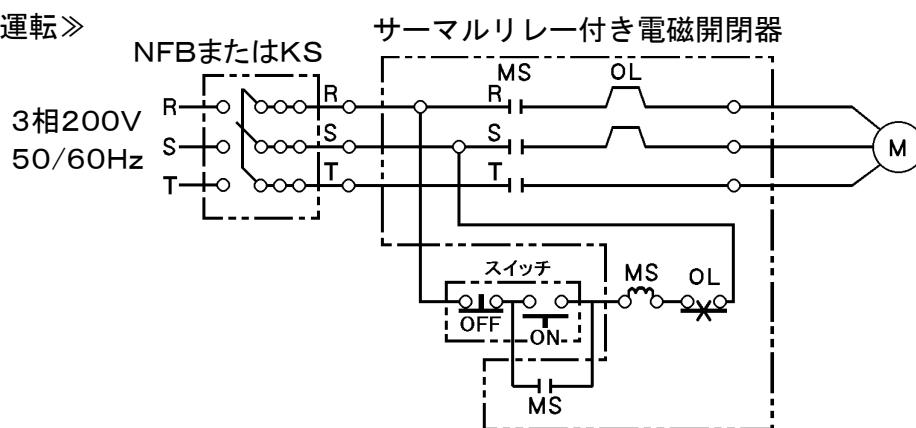 運転≫
サーマルリレー付き電磁開閉器
NFBまたはKS
MS
OL
3相200V
50/60Hz
R
R
R
S
S
S
T
T
T
M
スイッチ
MS
OL
OFF
ON
MS